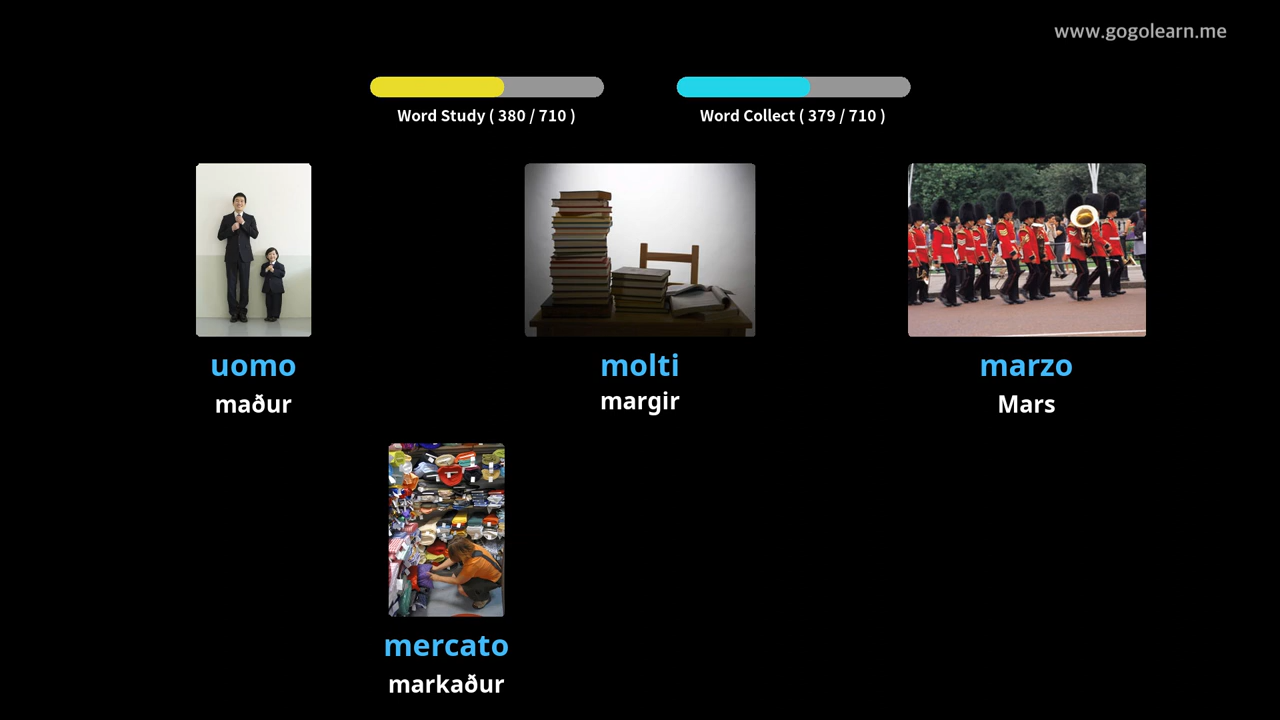 www.gogolearn.me
Word Study ( 380 / 710 )
Word Collect ( 379 / 710 )
uomo
maður
molti
margir
marzo
Mars
mercato
markaður